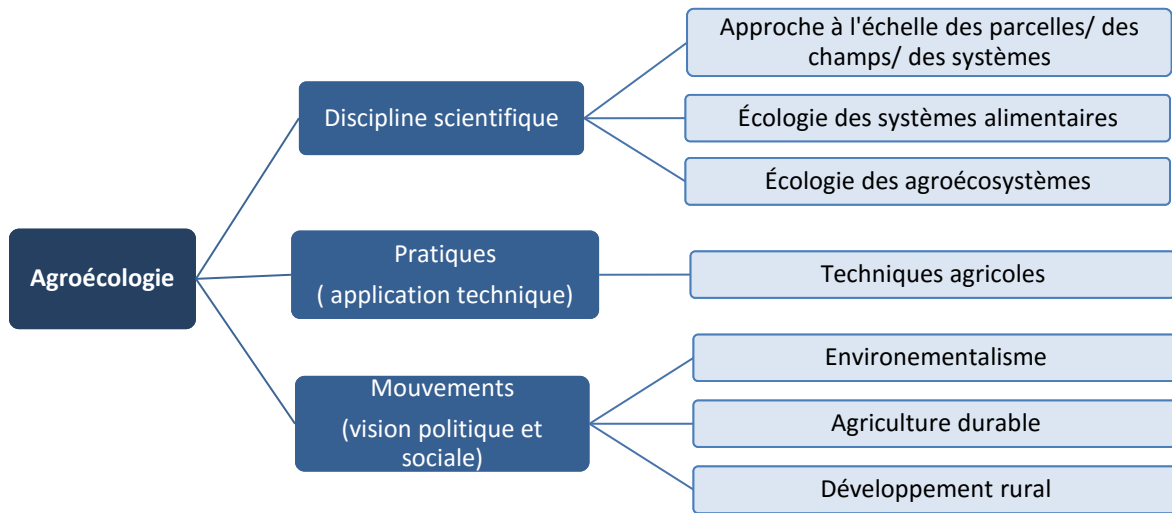 Agroécologie
Discipline scientifique
Approche à l'échelle des parcelles/ des
champs/ des systèmes
Écologie des systèmes alimentaires
Écologie des agroécosystèmes
Pratiques
( application technique)
Techniques agricoles
Mouvements
(vision politique et
sociale)
Environementalisme
Agriculture durable
Développement rural